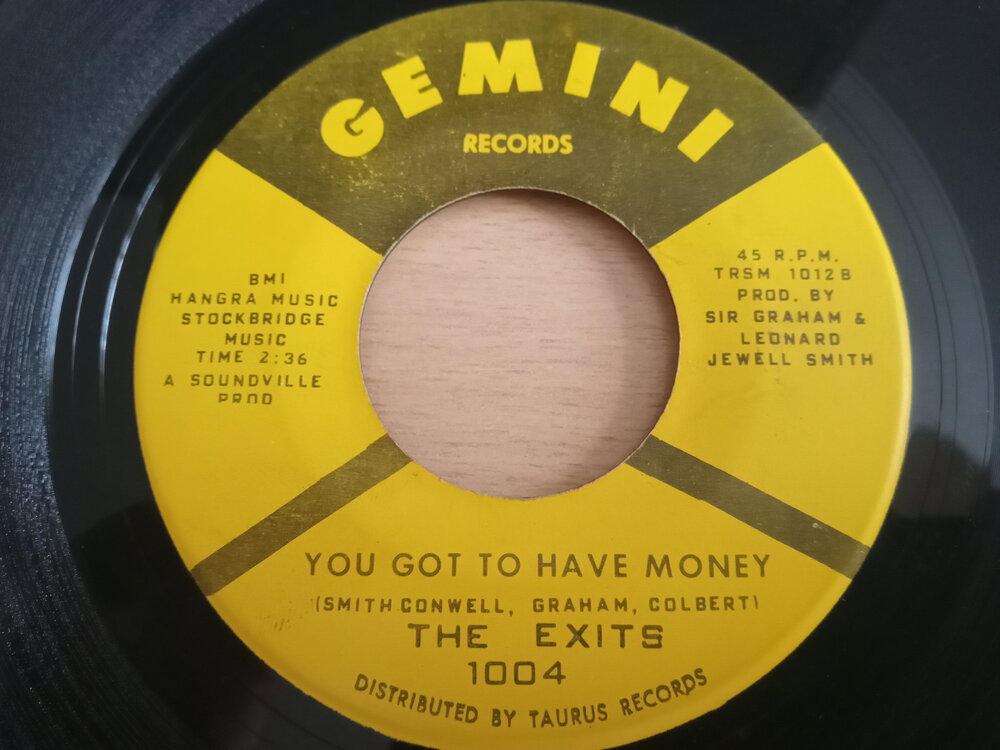 GEMINI
RECORDS
BMI
HANGRA MUSIC
STOCKBRIDGE
MUSIC
TIME 2:36
A SOUNDVILLE
PROD
45 R.P.M.
TRSM 1012B
PROD. BY
SIR GRAHAM &
LEONARD
JEWELL SMITH
YOU GOT TO HAVE MONEY
(SMITH CONWELL, GRAHAM, COLBERT)
THE EXITS
1004
DISTRIBUTED BY TAURUS RECORDS